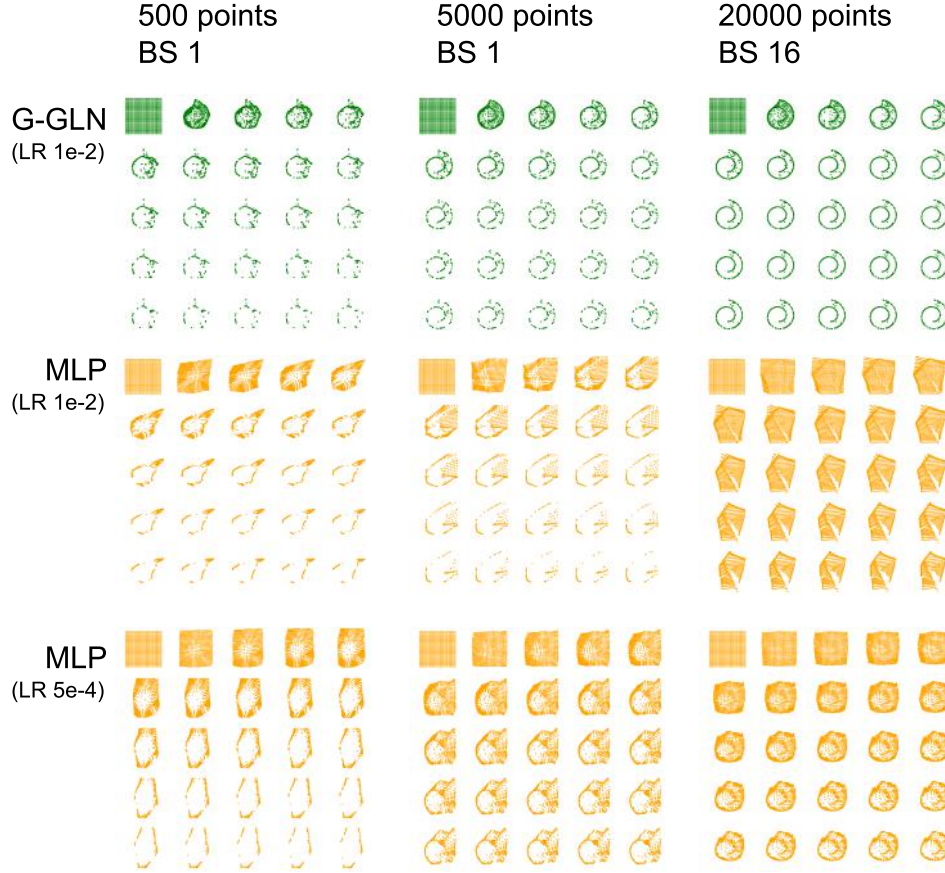 500 points
BS 1
5000 points
BS 1
20000 points
BS 16
G-GLN
(LR 1e-2)
MLP
(LR 1e-2)
MLP
(LR 5e-4)